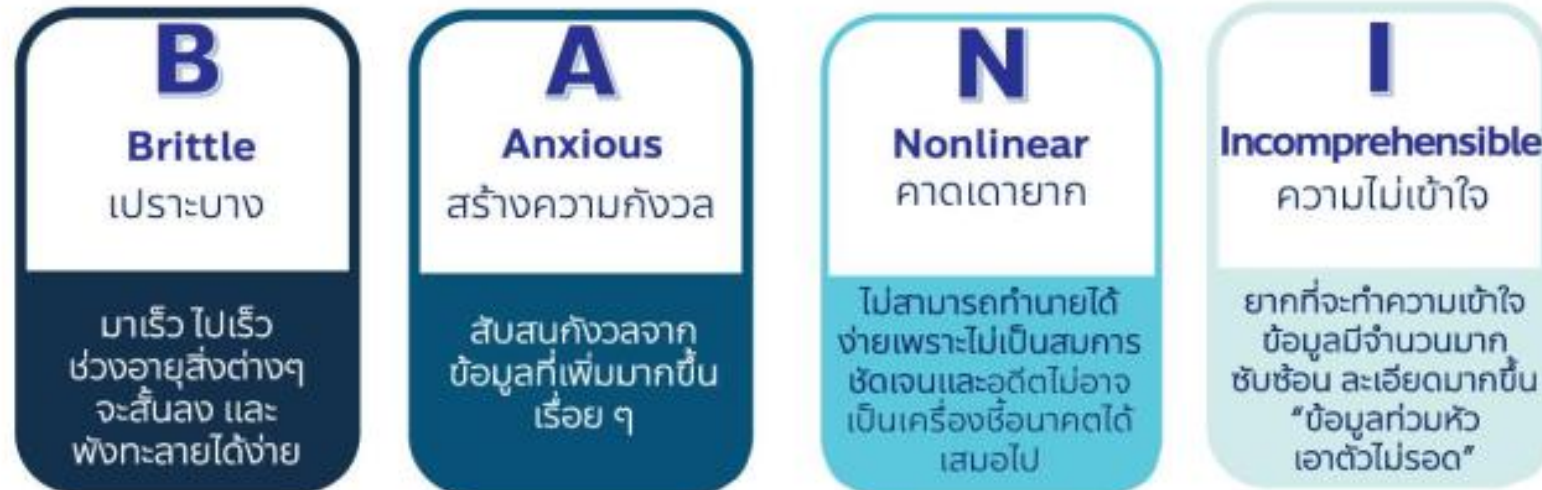 B
Brittle
เปราะบาง
มาเร็ว ไปเร็ว
ช่วงอายุสิ่งต่างๆ
จะสั้นลง และ
พังทะลายได้ง่าย
A
Anxious
สร้างความกังวล
สับสนกังวลจาก
ข้อมูลที่เพิ่มมากขึ้น
เรื่อย ๆ
N
Nonlinear
คาดเดายาก
ไม่สามารถทำนายได้
ง่ายเพราะไม่เป็นสมการ
ชัดเจนและอดีตไม่อาจ
เป็นเครื่องชี้อนาคตได้
เสมอไป
I
Incomprehensible
ความไม่เข้าใจ
ยากที่จะทำความเข้าใจ
ข้อมูลมีจำนวนมาก
ซับซ้อน ละเอียดมากขึ้น
“ข้อมูลท่วมหัว
เอาตัวไม่รอด”